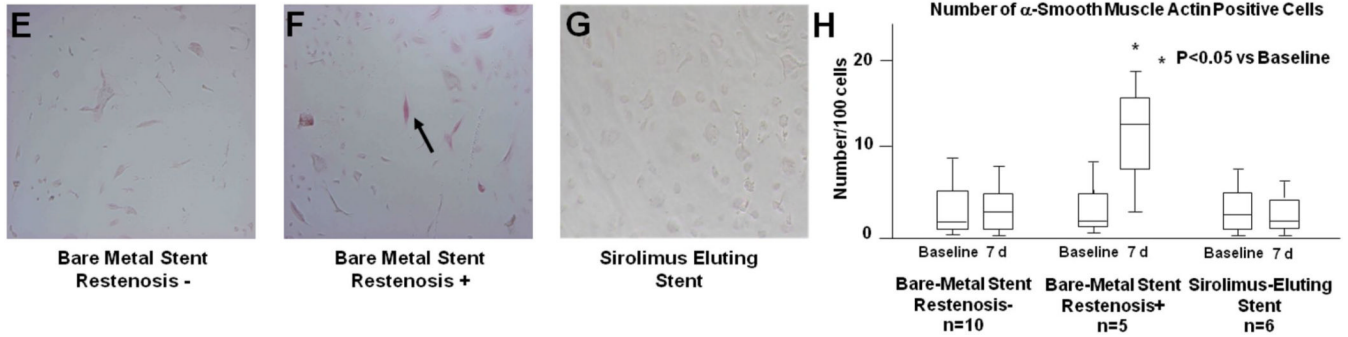 E
Bare Metal Stent
Restenosis -
F
Bare Metal Stent
Restenosis +
G
Sirolimus Eluting
Stent
H
Number of α-Smooth Muscle Actin Positive Cells
* P<0.05 vs Baseline
*
Number/100 cells
20
10
0
Baseline 7 d
Baseline 7 d
Baseline 7 d
Bare-Metal Stent
Restenosis-
n=10
Bare-Metal Stent
Restenosis+
n=5
Sirolimus-Eluting
Stent
n=6